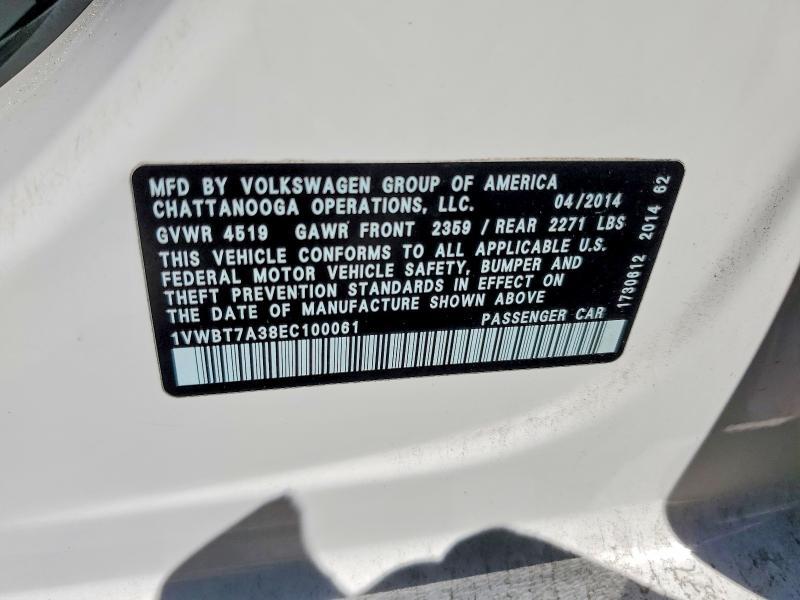 MFD BY VOLKSWAGEN GROUP OF AMERICA
CHATTANOOGA OPERATIONS, LLC. 04/2014
GVWR 4519 GAWR FRONT 2359 / REAR 2271 LBS
THIS VEHICLE CONFORMS TO ALL APPLICABLE U.S.
FEDERAL MOTOR VEHICLE SAFETY, BUMPER AND
THEFT PREVENTION STANDARDS IN EFFECT ON
THE DATE OF MANUFACTURE SHOWN ABOVE
1VWBT7A38EC100061 PASSENGER CAR
1730612 2014 62